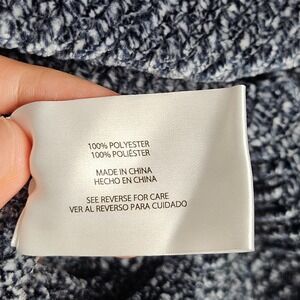 100% POLYESTER
100% POLIÉSTER
MADE IN CHINA
HECHO EN CHINA
SEE REVERSE FOR CARE
VER AL REVERSO PARA CUIDADO